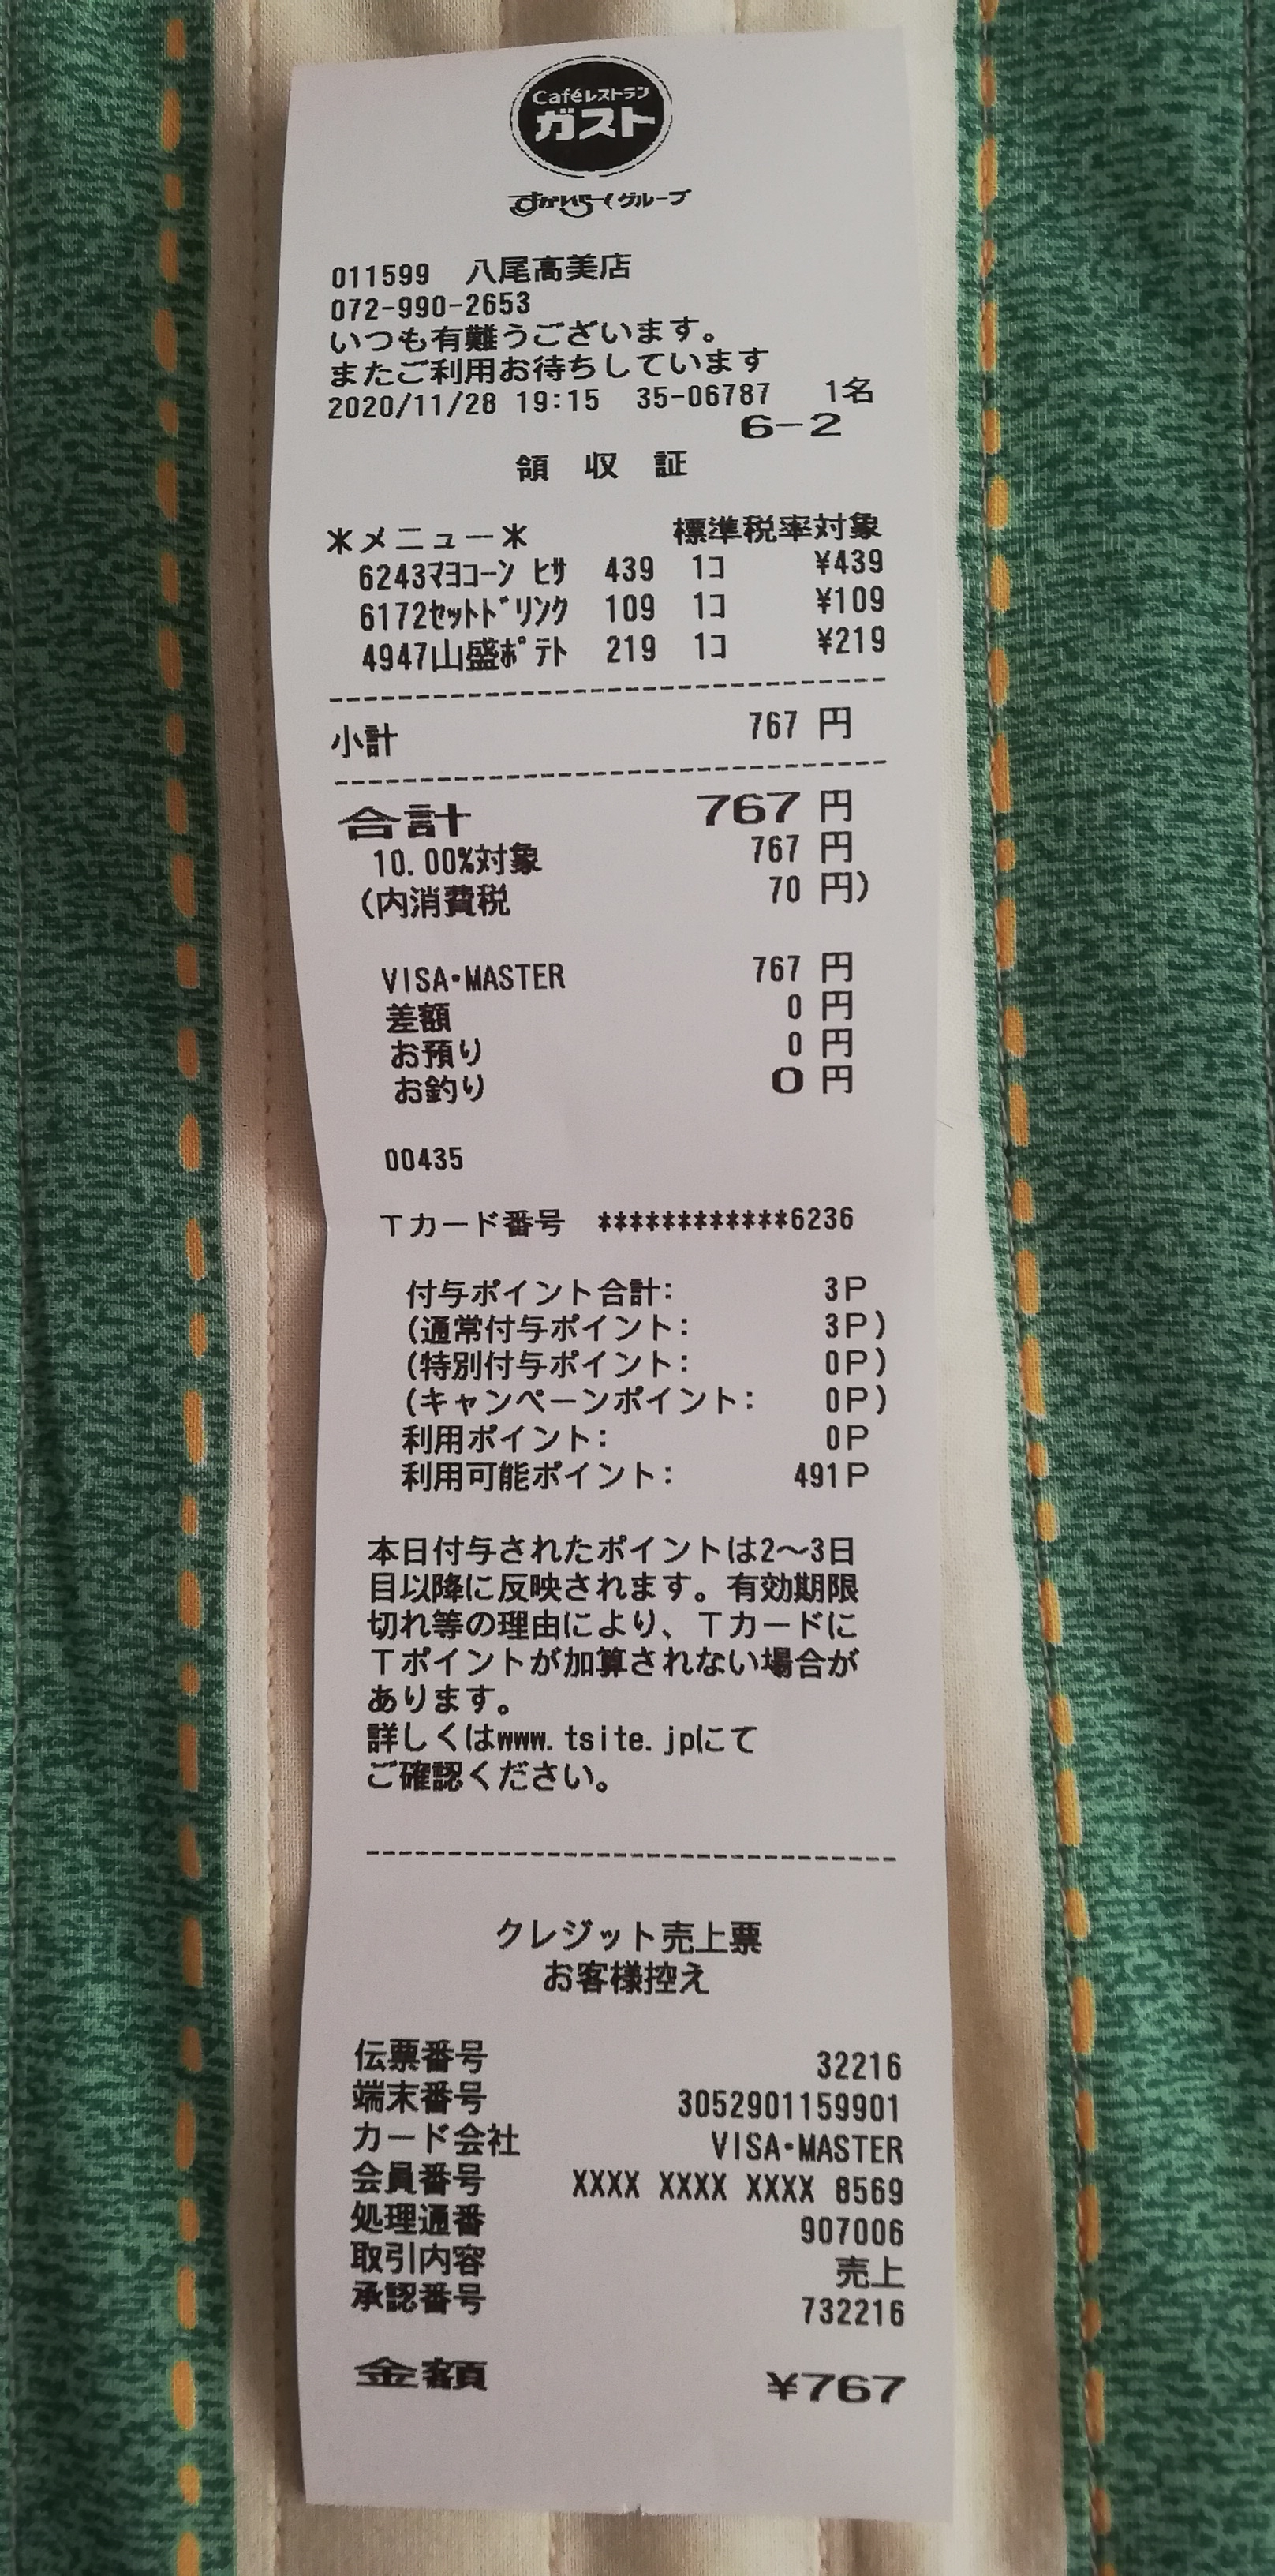 Caféレストラン
ガスト
すかいらーくグループ
011599 八尾高美店
072-990-2653
いつも有難うございます。
またご利用お待ちしています
2020/11/28 19:15 35-06787 1名
6-2
領 収 証
＊メニュー＊ 標準税率対象
6243ﾏﾖｺｰﾝ ﾋｻ 439 1ｺ ¥439
6172ｾｯﾄﾄﾞﾘﾝｸ 109 1ｺ ¥109
4947山盛ﾎﾟﾃﾄ 219 1ｺ ¥219
小計 767 円
合計 767 円
10.00%対象 767 円
(内消費税 70 円)
VISA・MASTER 767 円
差額 0 円
お預り 0 円
お釣り 0 円
00435
Ｔカード番号 ************6236
付与ポイント合計: 3P
(通常付与ポイント: 3P)
(特別付与ポイント: 0P)
(キャンペーンポイント: 0P)
利用ポイント: 0P
利用可能ポイント: 491P
本日付与されたポイントは2～3日
目以降に反映されます。有効期限
切れ等の理由により、Ｔカードに
Ｔポイントが加算されない場合が
あります。
詳しくはwww.tsite.jpにて
ご確認ください。
クレジット売上票
お客様控え
伝票番号 32216
端末番号 3052901159901
カード会社 VISA・MASTER
会員番号 XXXX XXXX XXXX 8569
処理通番 907006
取引内容 売上
承認番号 732216
金額 ¥767